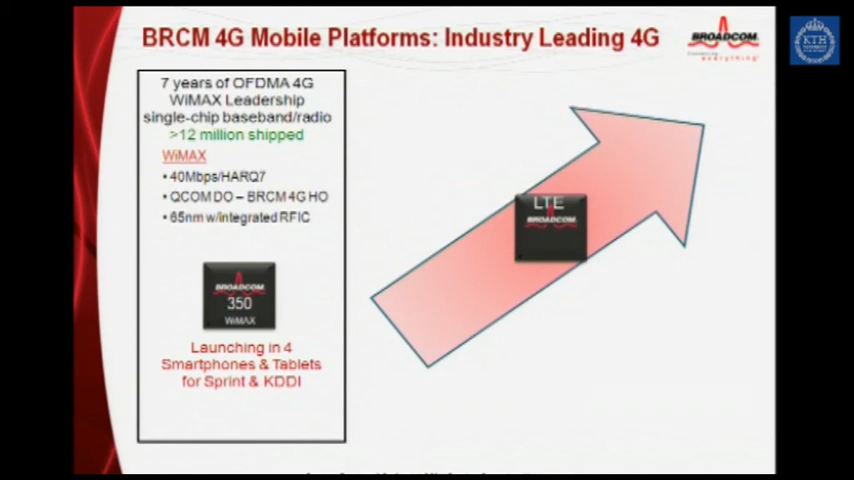 BRCM 4G Mobile Platforms: Industry Leading 4G
BROADCOM.
everything®
KTH
7 years of OFDMA 4G
WiMAX Leadership
single-chip baseband/radio
>12 million shipped
WiMAX
• 40Mbps/HARQ7
• QCOM DO – BRCM 4G HO
• 65nm w/integrated RFIC
BROADCOM
350
WiMAX
Launching in 4
Smartphones & Tablets
for Sprint & KDDI
LTE
BROADCOM